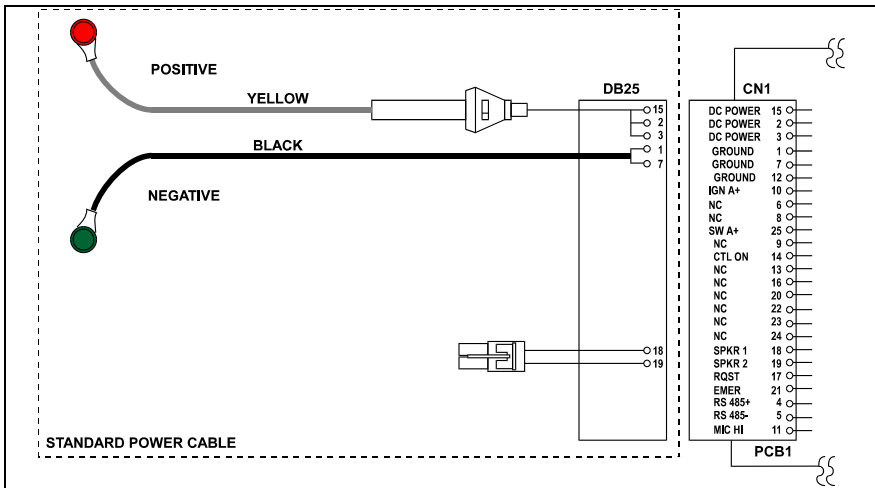 POSITIVE
YELLOW
BLACK
NEGATIVE
STANDARD POWER CABLE
DB25
15
2
3
1
7
18
19
CN1
DC POWER 15
DC POWER 2
DC POWER 3
GROUND 1
GROUND 7
GROUND 12
IGN A+ 10
NC 6
NC 8
SW A+ 25
NC 9
CTL ON 14
NC 13
NC 16
NC 20
NC 22
NC 23
NC 24
SPKR 1 18
SPKR 2 19
RQST 17
EMER 21
RS 485+ 4
RS 485- 5
MIC HI 11
PCB1